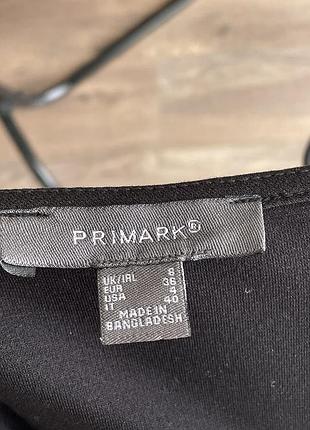 PRIMARK®
UK/IRL 8
EUR 36
USA 4
IT 40
MADE IN
BANGLADESH